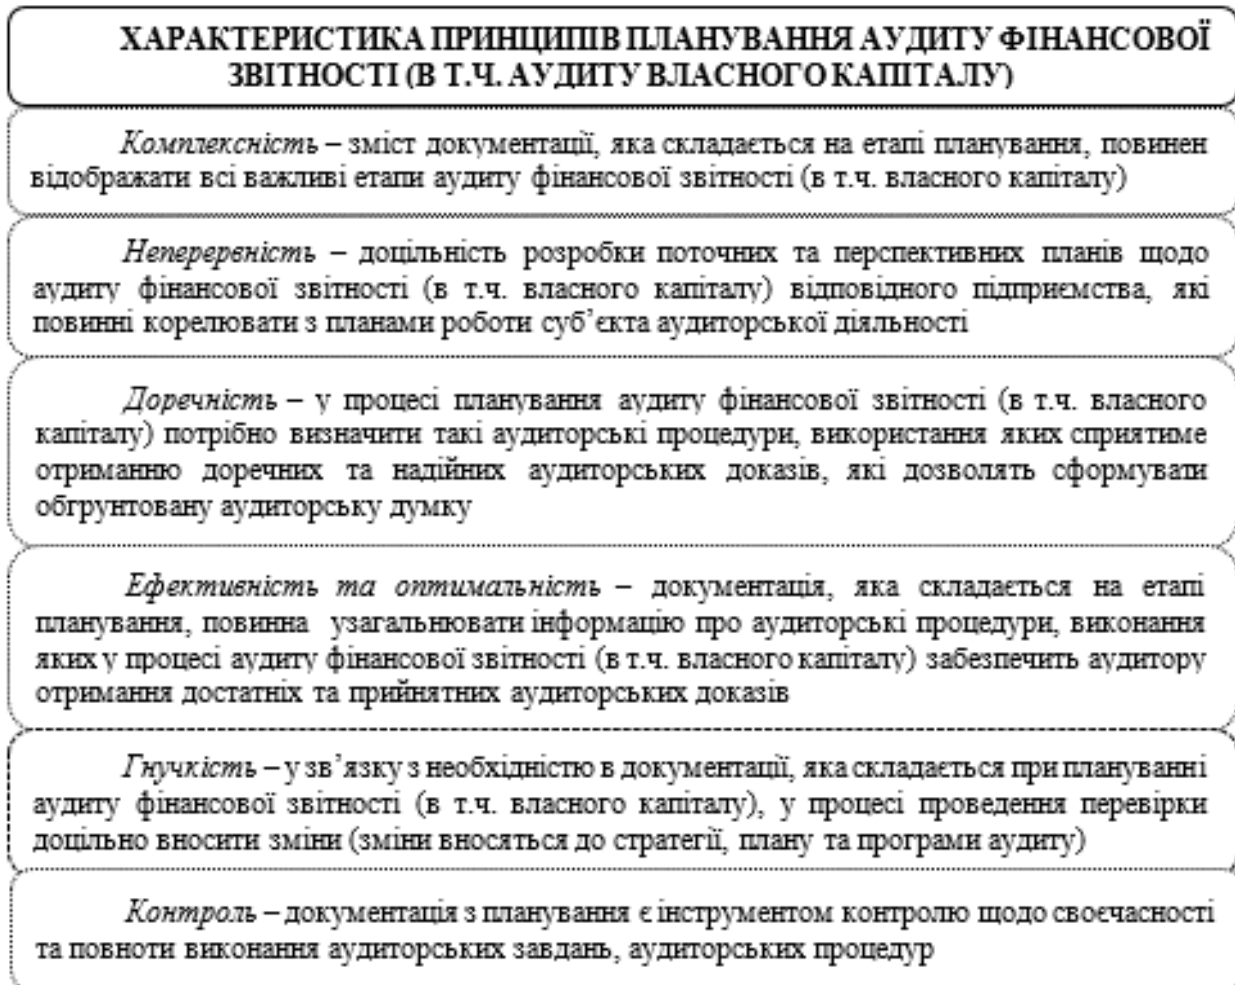 ХАРАКТЕРИСТИКА ПРИНЦИПІВ ПЛАНУВАННЯ АУДИТУ ФІНАНСОВОЇ
ЗВІТНОСТІ (В Т.Ч. АУДИТУ ВЛАСНОГО КАПІТАЛУ)
Комплексність – зміст документації, яка складається на етапі планування, повинен
відображати всі важливі етапи аудиту фінансової звітності (в т.ч. власного капіталу)
Неперервність – доцільність розробки поточних та перспективних планів щодо
аудиту фінансової звітності (в т.ч. власного капіталу) відповідного підприємства, які
повинні корелювати з планами роботи суб’єкта аудиторської діяльності
Доречність – у процесі планування аудиту фінансової звітності (в т.ч. власного
капіталу) потрібно визначити такі аудиторські процедури, використання яких сприятиме
отриманню доречних та надійних аудиторських доказів, які дозволять сформувати
обгрунтовану аудиторську думку
Ефективність та оптимальність – документація, яка складається на етапі
планування, повинна узагальнювати інформацію про аудиторські процедури, виконання
яких у процесі аудиту фінансової звітності (в т.ч. власного капіталу) забезпечить аудитору
отримання достатніх та прийнятних аудиторських доказів
Гнучкість – у зв’язку з необхідністю в документації, яка складається при плануванні
аудиту фінансової звітності (в т.ч. власного капіталу), у процесі проведення перевірки
доцільно вносити зміни (зміни вносяться до стратегії, плану та програми аудиту)
Контроль – документація з планування є інструментом контролю щодо своєчасності
та повноти виконання аудиторських завдань, аудиторських процедур